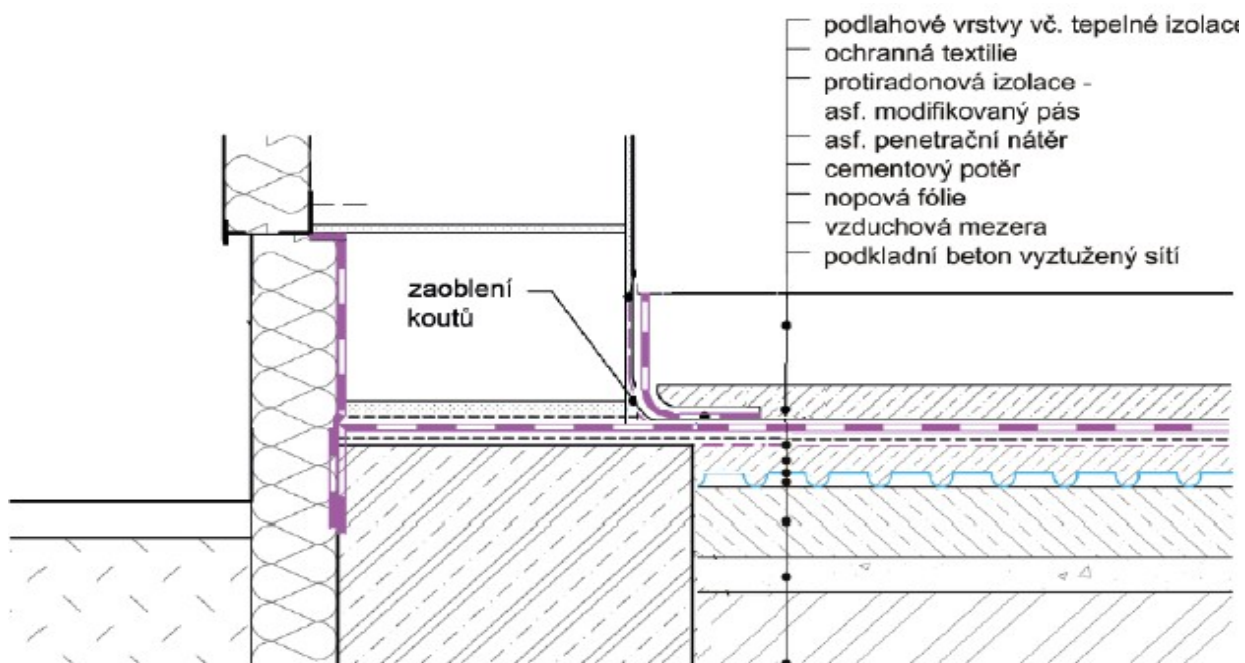 podlahové vrstvy vč. tepelné izolace
ochranná textilie
protiradonová izolace -
asf. modifikovaný pás
asf. penetrační nátěr
cementový potěr
nopová fólie
vzduchová mezera
podkladní beton vyztužený sítí
zaoblení
koutů